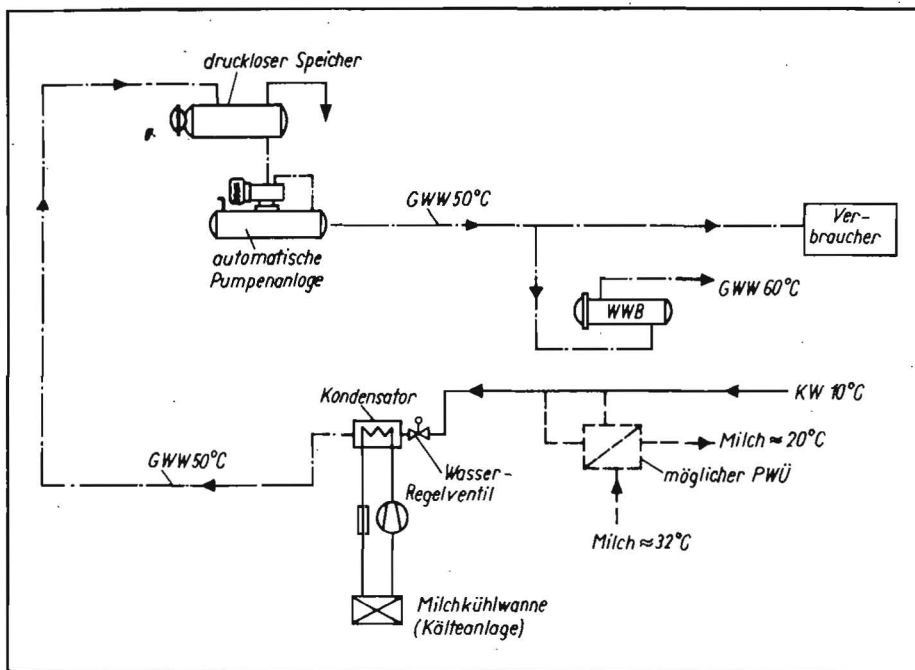 druckloser Speicher
automatische
Pumpenanlage
GWW 50°C
Ver-
braucher
WWB
GWW 60°C
KW 10°C
Kondensator
Wasser-
Regelventil
Milch ≈ 20°C
möglicher PWÜ
Milch ≈ 32°C
GWW 50°C
Milchkühlwanne
(Kälteanlage)